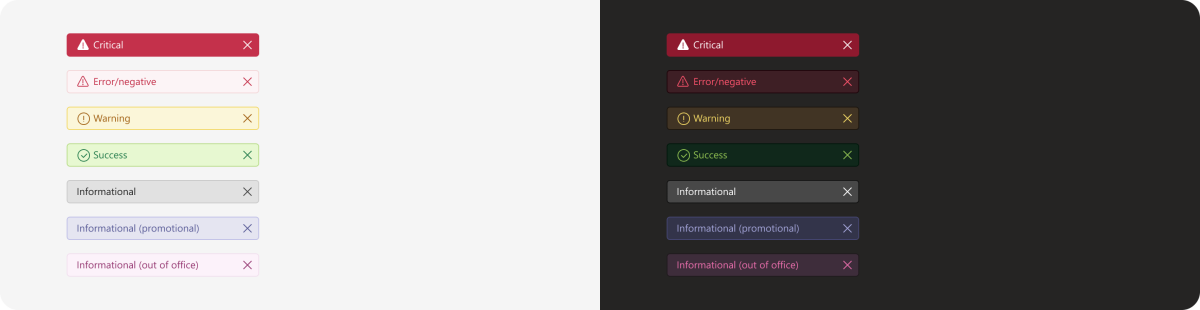 Critical
Error/negative
Warning
Success
Informational
Informational (promotional)
Informational (out of office)
Critical
Error/negative
Warning
Success
Informational
Informational (promotional)
Informational (out of office)